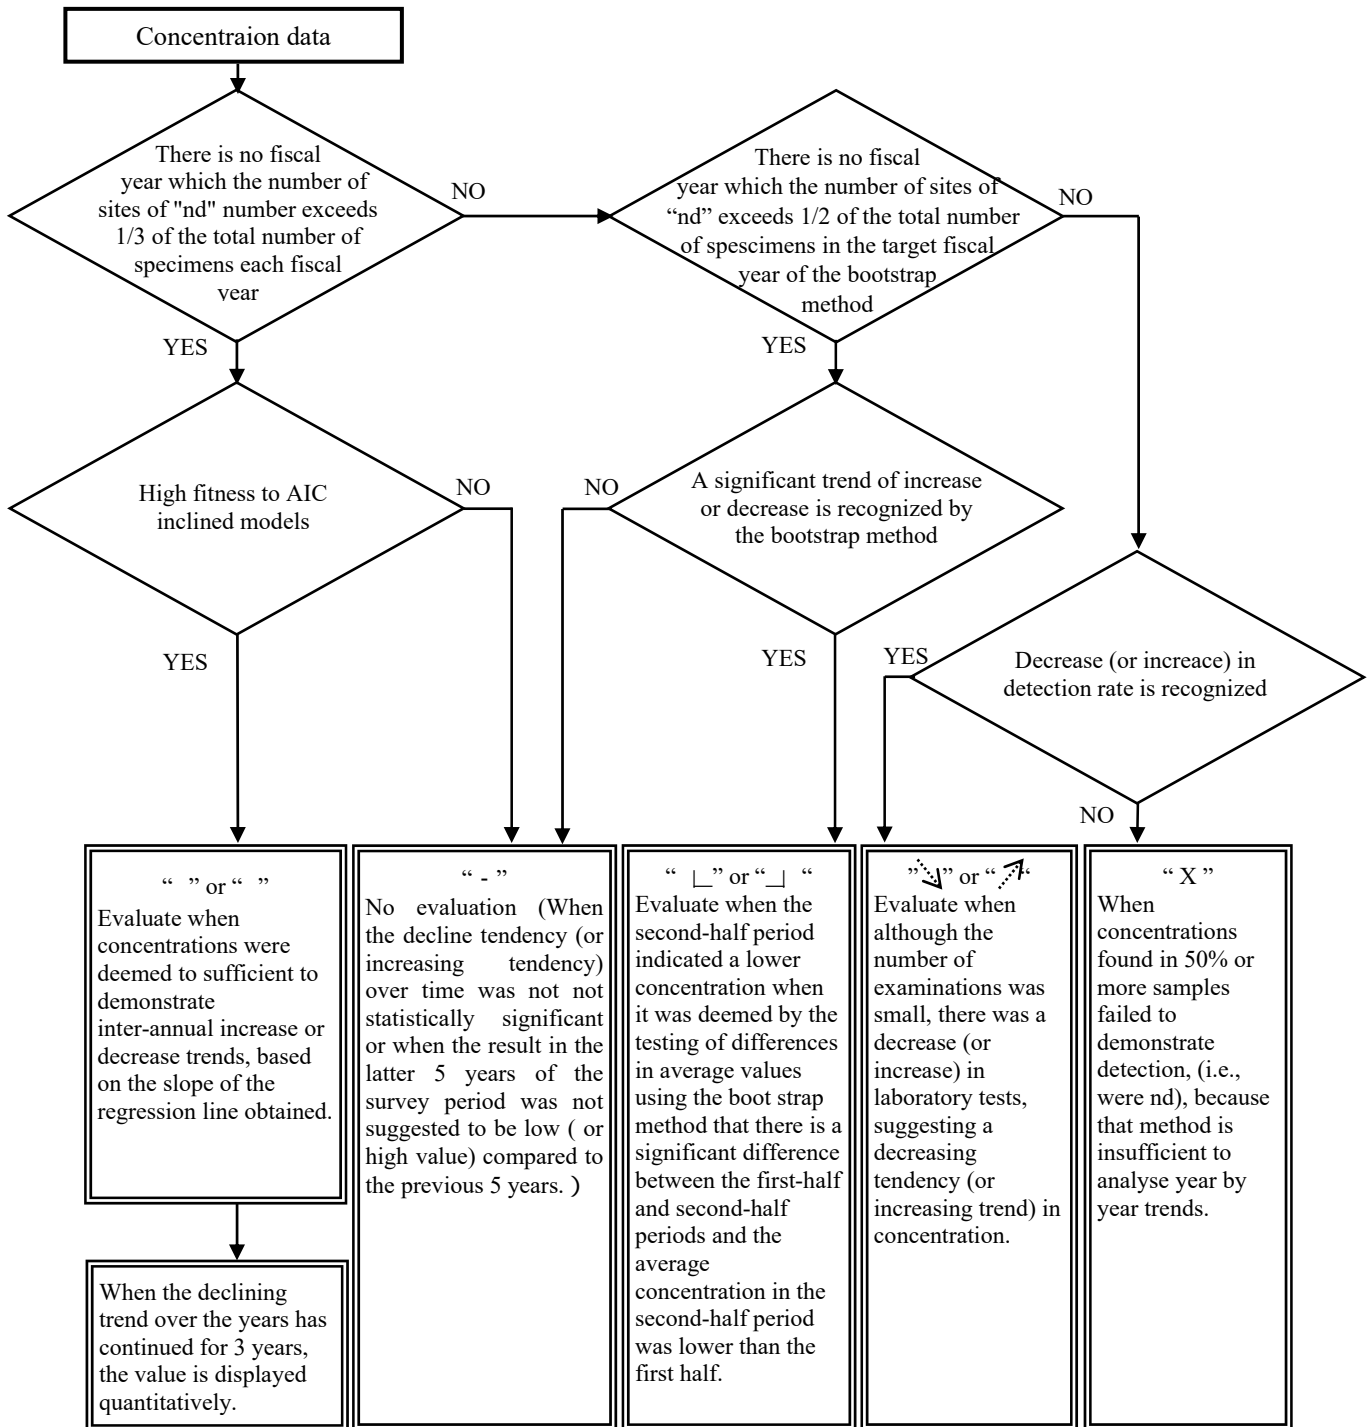 Concentraion data
There is no fiscal
year which the number of
sites of "nd" number exceeds
1/3 of the total number of
specimens each fiscal
year
NO
There is no fiscal
year which the number of sites of
“nd” exceeds 1/2 of the total number
of spescimens in the target fiscal
year of the bootstrap
method
NO
YES
YES
High fitness to AIC
inclined models
NO
NO
A significant trend of increase
or decrease is recognized by
the bootstrap method
YES
YES
YES
Decrease (or increace) in
detection rate is recognized
NO
“ ” or “ ”
Evaluate when
concentrations were
deemed to sufficient to
demonstrate
inter-annual increase or
decrease trends, based
on the slope of the
regression line obtained.
When the declining
trend over the years has
continued for 3 years,
the value is displayed
quantitatively.
“ - ”
No evaluation (When
the decline tendency (or
increasing tendency)
over time was not not
statistically significant
or when the result in the
latter 5 years of the
survey period was not
suggested to be low ( or
high value) compared to
the previous 5 years. )
“ |_” or “_| “
Evaluate when the
second-half period
indicated a lower
concentration when
it was deemed by the
testing of differences
in average values
using the boot strap
method that there is a
significant difference
between the first-half
and second-half
periods and the
average
concentration in the
second-half period
was lower than the
first half.
” ” or “ “
Evaluate when
although the
number of
examinations was
small, there was a
decrease (or
increase) in
laboratory tests,
suggesting a
decreasing
tendency (or
increasing trend) in
concentration.
“ X ”
When
concentrations
found in 50% or
more samples
failed to
demonstrate
detection, (i.e.,
were nd), because
that method is
insufficient to
analyse year by
year trends.